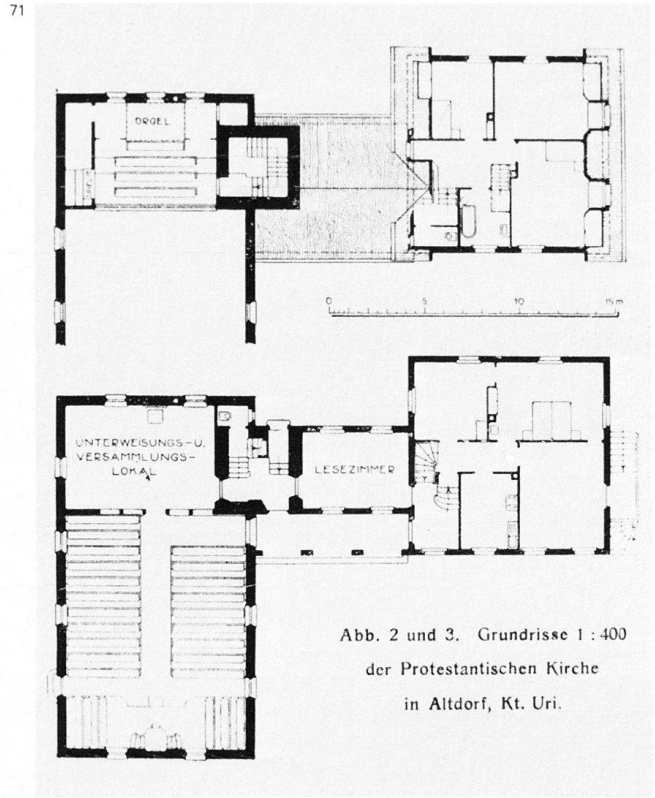 71
ORGEL
0 5 10 15 m
UNTERWEISUNGS-U.
VERSAMMLUNGS-
LOKAL
LESEZIMMER
Abb. 2 und 3. Grundrisse 1 : 400
der Protestantischen Kirche
in Altdorf, Kt. Uri.